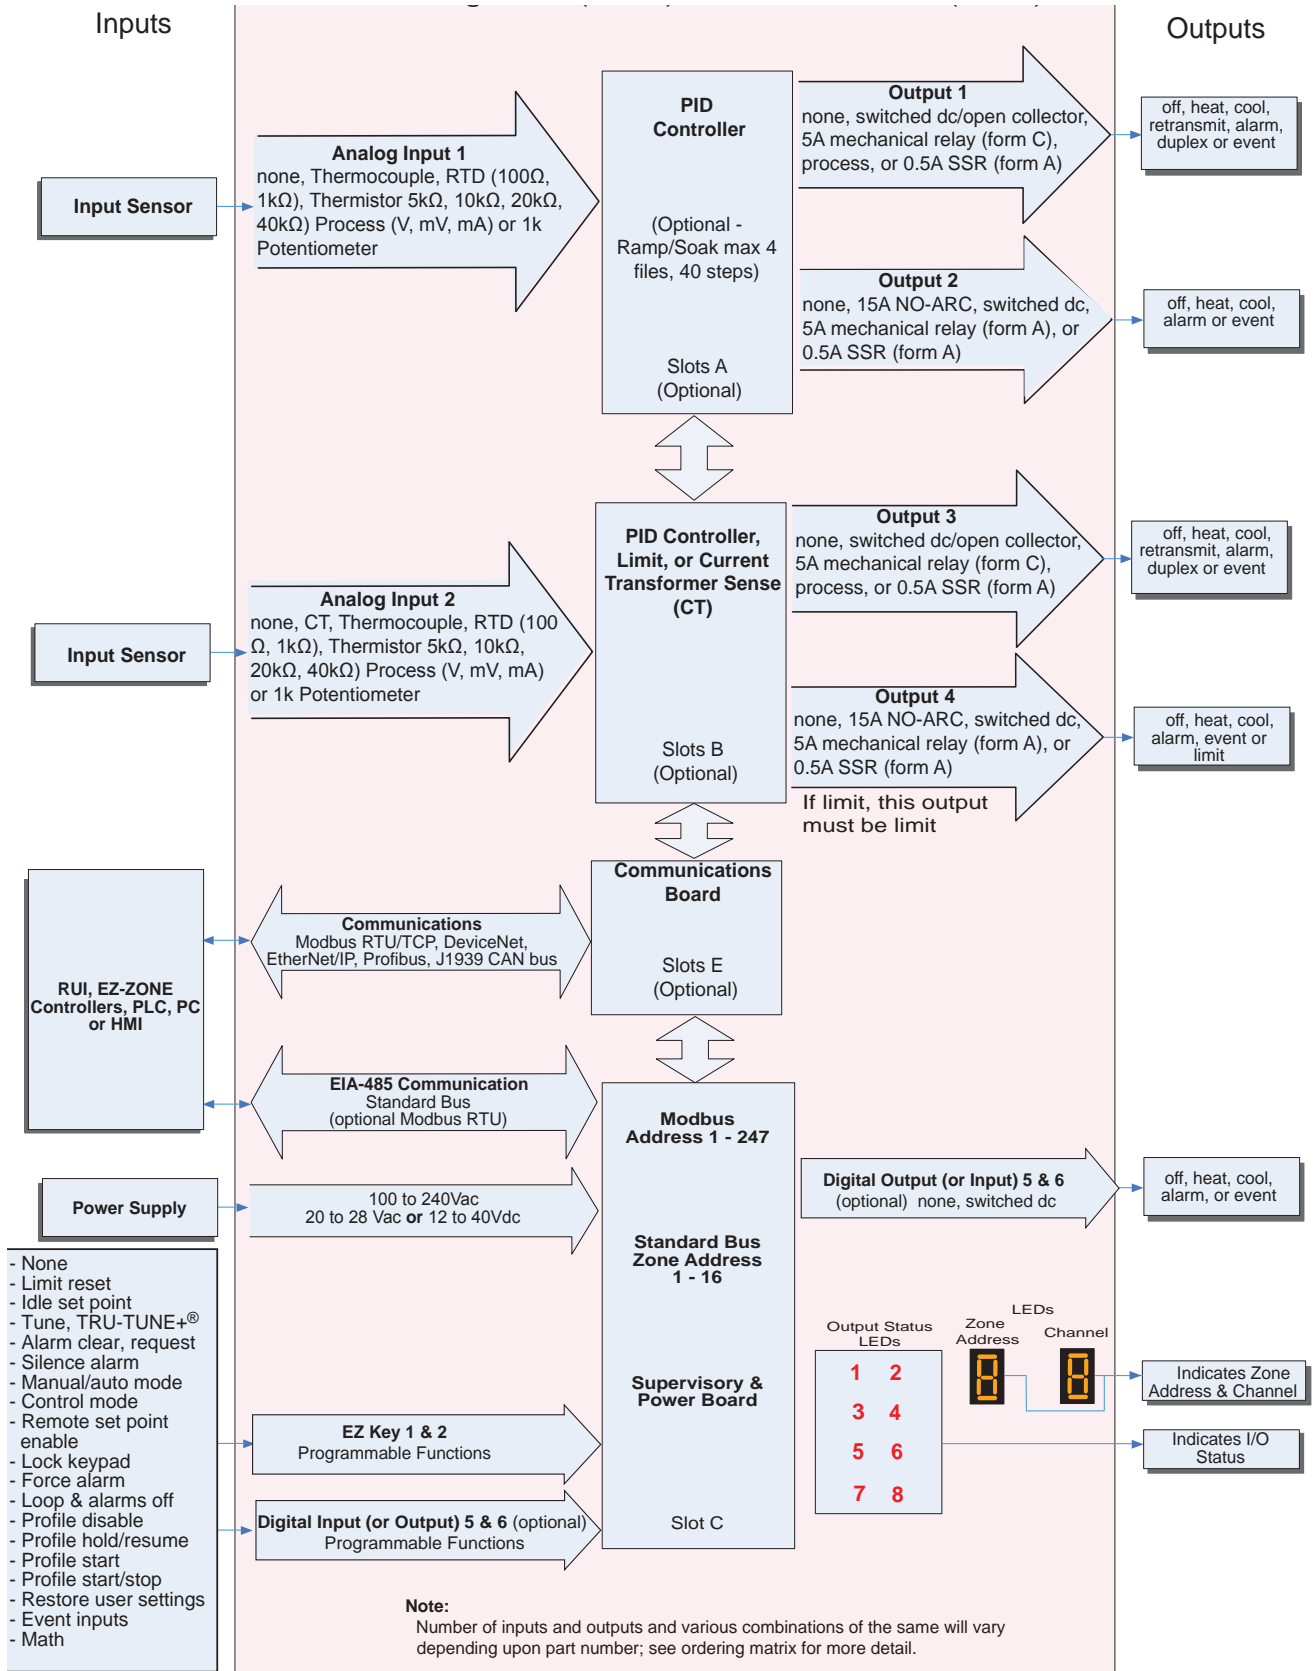 Inputs
Outputs
Input Sensor
Analog Input 1
none, Thermocouple, RTD (100Ω,
1kΩ), Thermistor 5kΩ, 10kΩ, 20kΩ,
40kΩ) Process (V, mV, mA) or 1k
Potentiometer
PID
Controller
(Optional -
Ramp/Soak max 4
files, 40 steps)
Slots A
(Optional)
Output 1
none, switched dc/open collector,
5A mechanical relay (form C),
process, or 0.5A SSR (form A)
off, heat, cool,
retransmit, alarm,
duplex or event
Output 2
none, 15A NO-ARC, switched dc,
5A mechanical relay (form A), or
0.5A SSR (form A)
off, heat, cool,
alarm or event
Input Sensor
Analog Input 2
none, CT, Thermocouple, RTD (100
Ω, 1kΩ), Thermistor 5kΩ, 10kΩ,
20kΩ, 40kΩ) Process (V, mV, mA)
or 1k Potentiometer
PID Controller,
Limit, or Current
Transformer Sense
(CT)
Slots B
(Optional)
Output 3
none, switched dc/open collector,
5A mechanical relay (form C),
process, or 0.5A SSR (form A)
off, heat, cool,
retransmit, alarm,
duplex or event
Output 4
none, 15A NO-ARC, switched dc,
5A mechanical relay (form A), or
0.5A SSR (form A)
If limit, this output
must be limit
off, heat, cool,
alarm, event or
limit
RUI, EZ-ZONE
Controllers, PLC, PC
or HMI
Communications
Modbus RTU/TCP, DeviceNet,
EtherNet/IP, Profibus, J1939 CAN bus
Communications
Board
Slots E
(Optional)
EIA-485 Communication
Standard Bus
(optional Modbus RTU)
Modbus
Address 1 - 247
Standard Bus
Zone Address
1 - 16
Supervisory &
Power Board
Slot C
Power Supply
100 to 240Vac
20 to 28 Vac or 12 to 40Vdc
Digital Output (or Input) 5 & 6
(optional) none, switched dc
off, heat, cool,
alarm, or event
- None
- Limit reset
- Idle set point
- Tune, TRU-TUNE+®
- Alarm clear, request
- Silence alarm
- Manual/auto mode
- Control mode
- Remote set point
enable
- Lock keypad
- Force alarm
- Loop & alarms off
- Profile disable
- Profile hold/resume
- Profile start
- Profile start/stop
- Restore user settings
- Event inputs
- Math
EZ Key 1 & 2
Programmable Functions
Digital Input (or Output) 5 & 6 (optional)
Programmable Functions
Output Status
LEDs
1 2
3 4
5 6
7 8
LEDs
Zone
Address
Channel
8 8
Indicates Zone
Address & Channel
Indicates I/O
Status
Note:
Number of inputs and outputs and various combinations of the same will vary
depending upon part number; see ordering matrix for more detail.